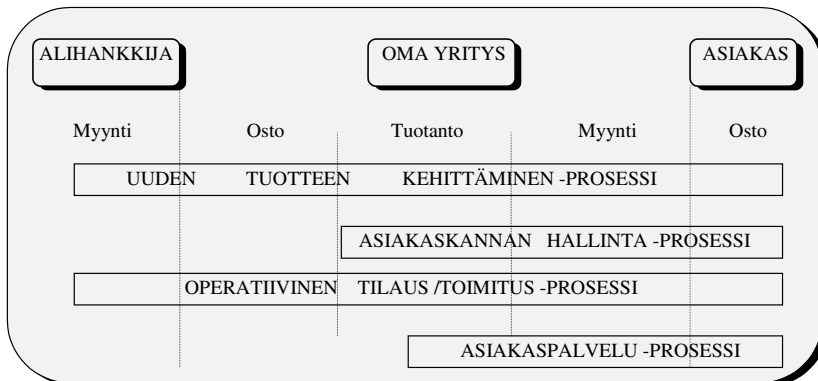 ALIHANKKIJA OMA YRITYS ASIAKAS
Myynti Osto Tuotanto Myynti Osto
UUDEN TUOTTEEN KEHITTÄMINEN -PROSESSI
ASIAKASKANNAN HALLINTA -PROSESSI
OPERATIIVINEN TILAUS /TOIMITUS -PROSESSI
ASIAKASPALVELU -PROSESSI